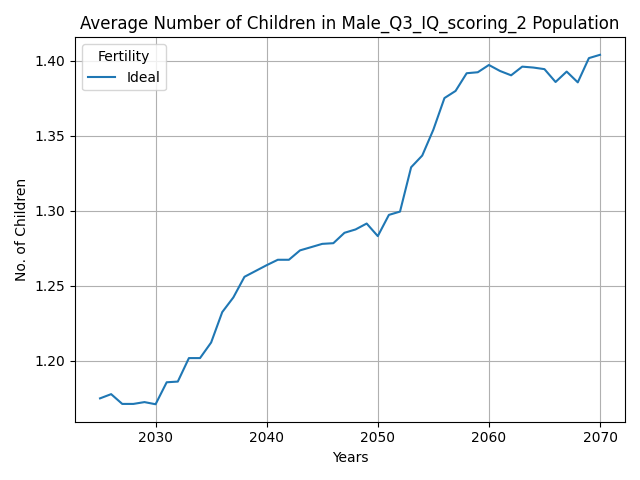 Average Number of Children in Male_Q3_IQ_scoring_2 Population
Fertility
Ideal
1.40
1.35
1.30
1.25
1.20
No. of Children
2030 2040 2050 2060 2070
Years